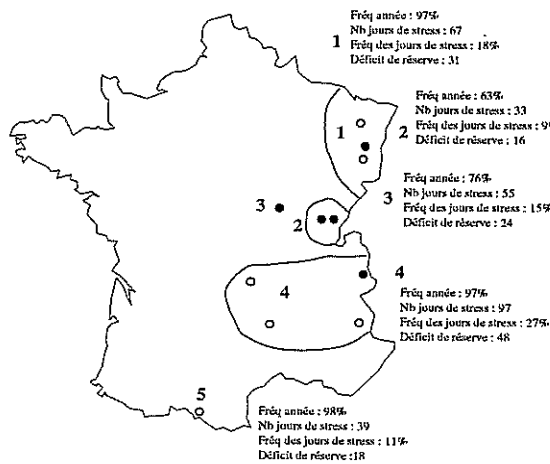 Fréq année : 97%
Nb jours de stress : 67
1
Fréq des jours de stress : 18%
Déficit de réserve : 31
Fréq année : 63%
Nb jours de stress : 33
2
Fréq des jours de stress : 9%
Déficit de réserve : 16
1
Fréq année : 76%
Nb jours de stress : 55
3
Fréq des jours de stress : 15%
Déficit de réserve : 24
3
2
4
4
Fréq année : 97%
Nb jours de stress : 97
Fréq des jours de stress : 27%
Déficit de réserve : 48
5
Fréq année : 98%
Nb jours de stress : 39
Fréq des jours de stress : 11%
Déficit de réserve :18